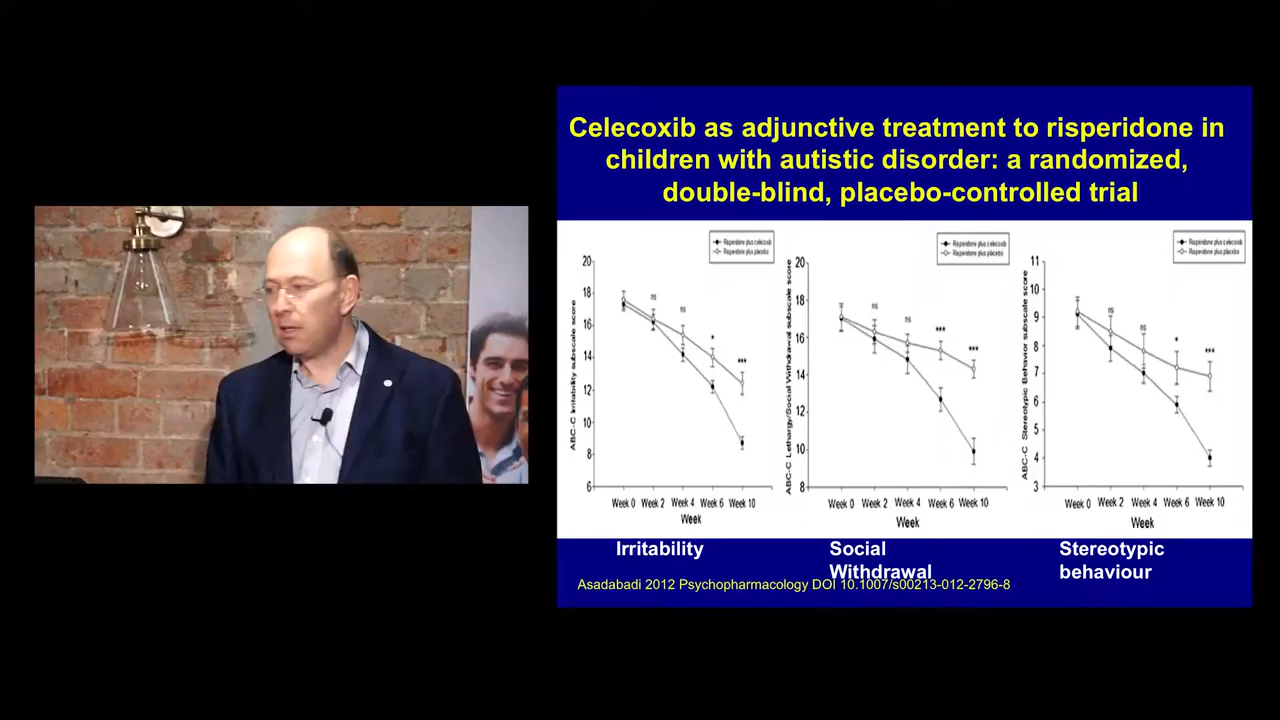 Celecoxib as adjunctive treatment to risperidone in
children with autistic disorder: a randomized,
double-blind, placebo-controlled trial
Risperidone plus celecoxib
Risperidone plus placebo
20
18
16
14
12
10
8
6
ABC-C Irritability subscale score
ns
ns
*
***
Week 0 Week 2 Week 4 Week 6 Week 10
Week
Risperidone plus celecoxib
Risperidone plus placebo
20
18
16
14
12
10
8
ABC-C Lethargy/Social Withdrawal subscale score
ns
ns
***
***
Week 0 Week 2 Week 4 Week 6 Week 10
Week
Risperidone plus celecoxib
Risperidone plus placebo
11
10
9
8
7
6
5
4
3
ABC-C Stereotypic Behavior subscale score
ns
ns
*
***
Week 0 Week 2 Week 4 Week 6 Week 10
Week
Irritability
Social
Withdrawal
Stereotypic
behaviour
Asadabadi 2012 Psychopharmacology DOI 10.1007/s00213-012-2796-8